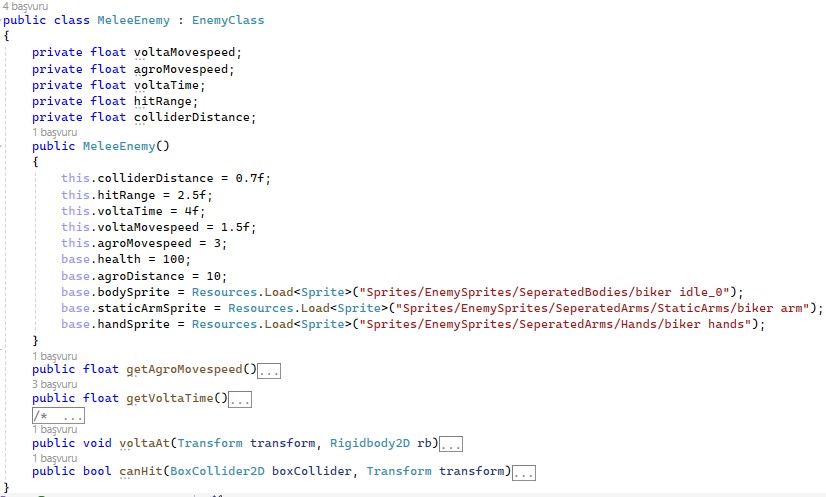 4 başvuru
public class MeleeEnemy : EnemyClass
{
private float voltaMovespeed;
private float agroMovespeed;
private float voltaTime;
private float hitRange;
private float colliderDistance;
1 başvuru
public MeleeEnemy()
{
this.colliderDistance = 0.7f;
this.hitRange = 2.5f;
this.voltaTime = 4f;
this.voltaMovespeed = 1.5f;
this.agroMovespeed = 3;
base.health = 100;
base.agroDistance = 10;
base.bodySprite = Resources.Load<Sprite>("Sprites/EnemySprites/SeperatedBodies/biker idle_0");
base.staticArmSprite = Resources.Load<Sprite>("Sprites/EnemySprites/SeperatedArms/StaticArms/biker arm");
base.handSprite = Resources.Load<Sprite>("Sprites/EnemySprites/SeperatedArms/Hands/biker hands");
}
1 başvuru
public float getAgroMovespeed()...
3 başvuru
public float getVoltaTime()...
/* ...
1 başvuru
public void voltaAt(Transform transform, Rigidbody2D rb)...
1 başvuru
public bool canHit(BoxCollider2D boxCollider, Transform transform)...
}